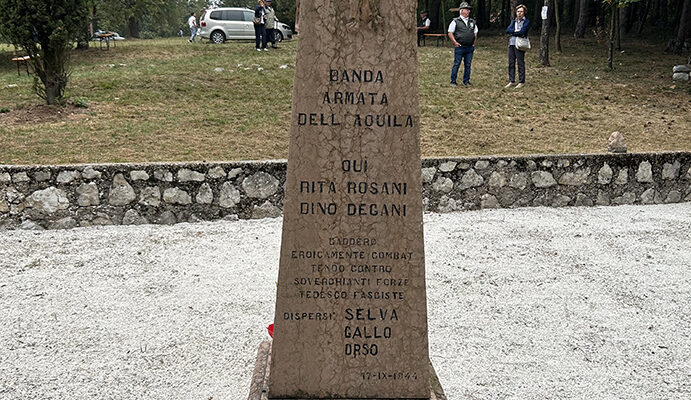 BANDA
ARMATA
DELL'AQUILA
QUI
RITA ROSANI
DINO DEGANI
CADDERO
EROICAMENTE COMBAT
TENDO CONTRO
SOVERCHIANTI FORZE
TEDESCO FASCISTE
DISPERSI: SELVA
GALLO
ORSO
17-IX-1944